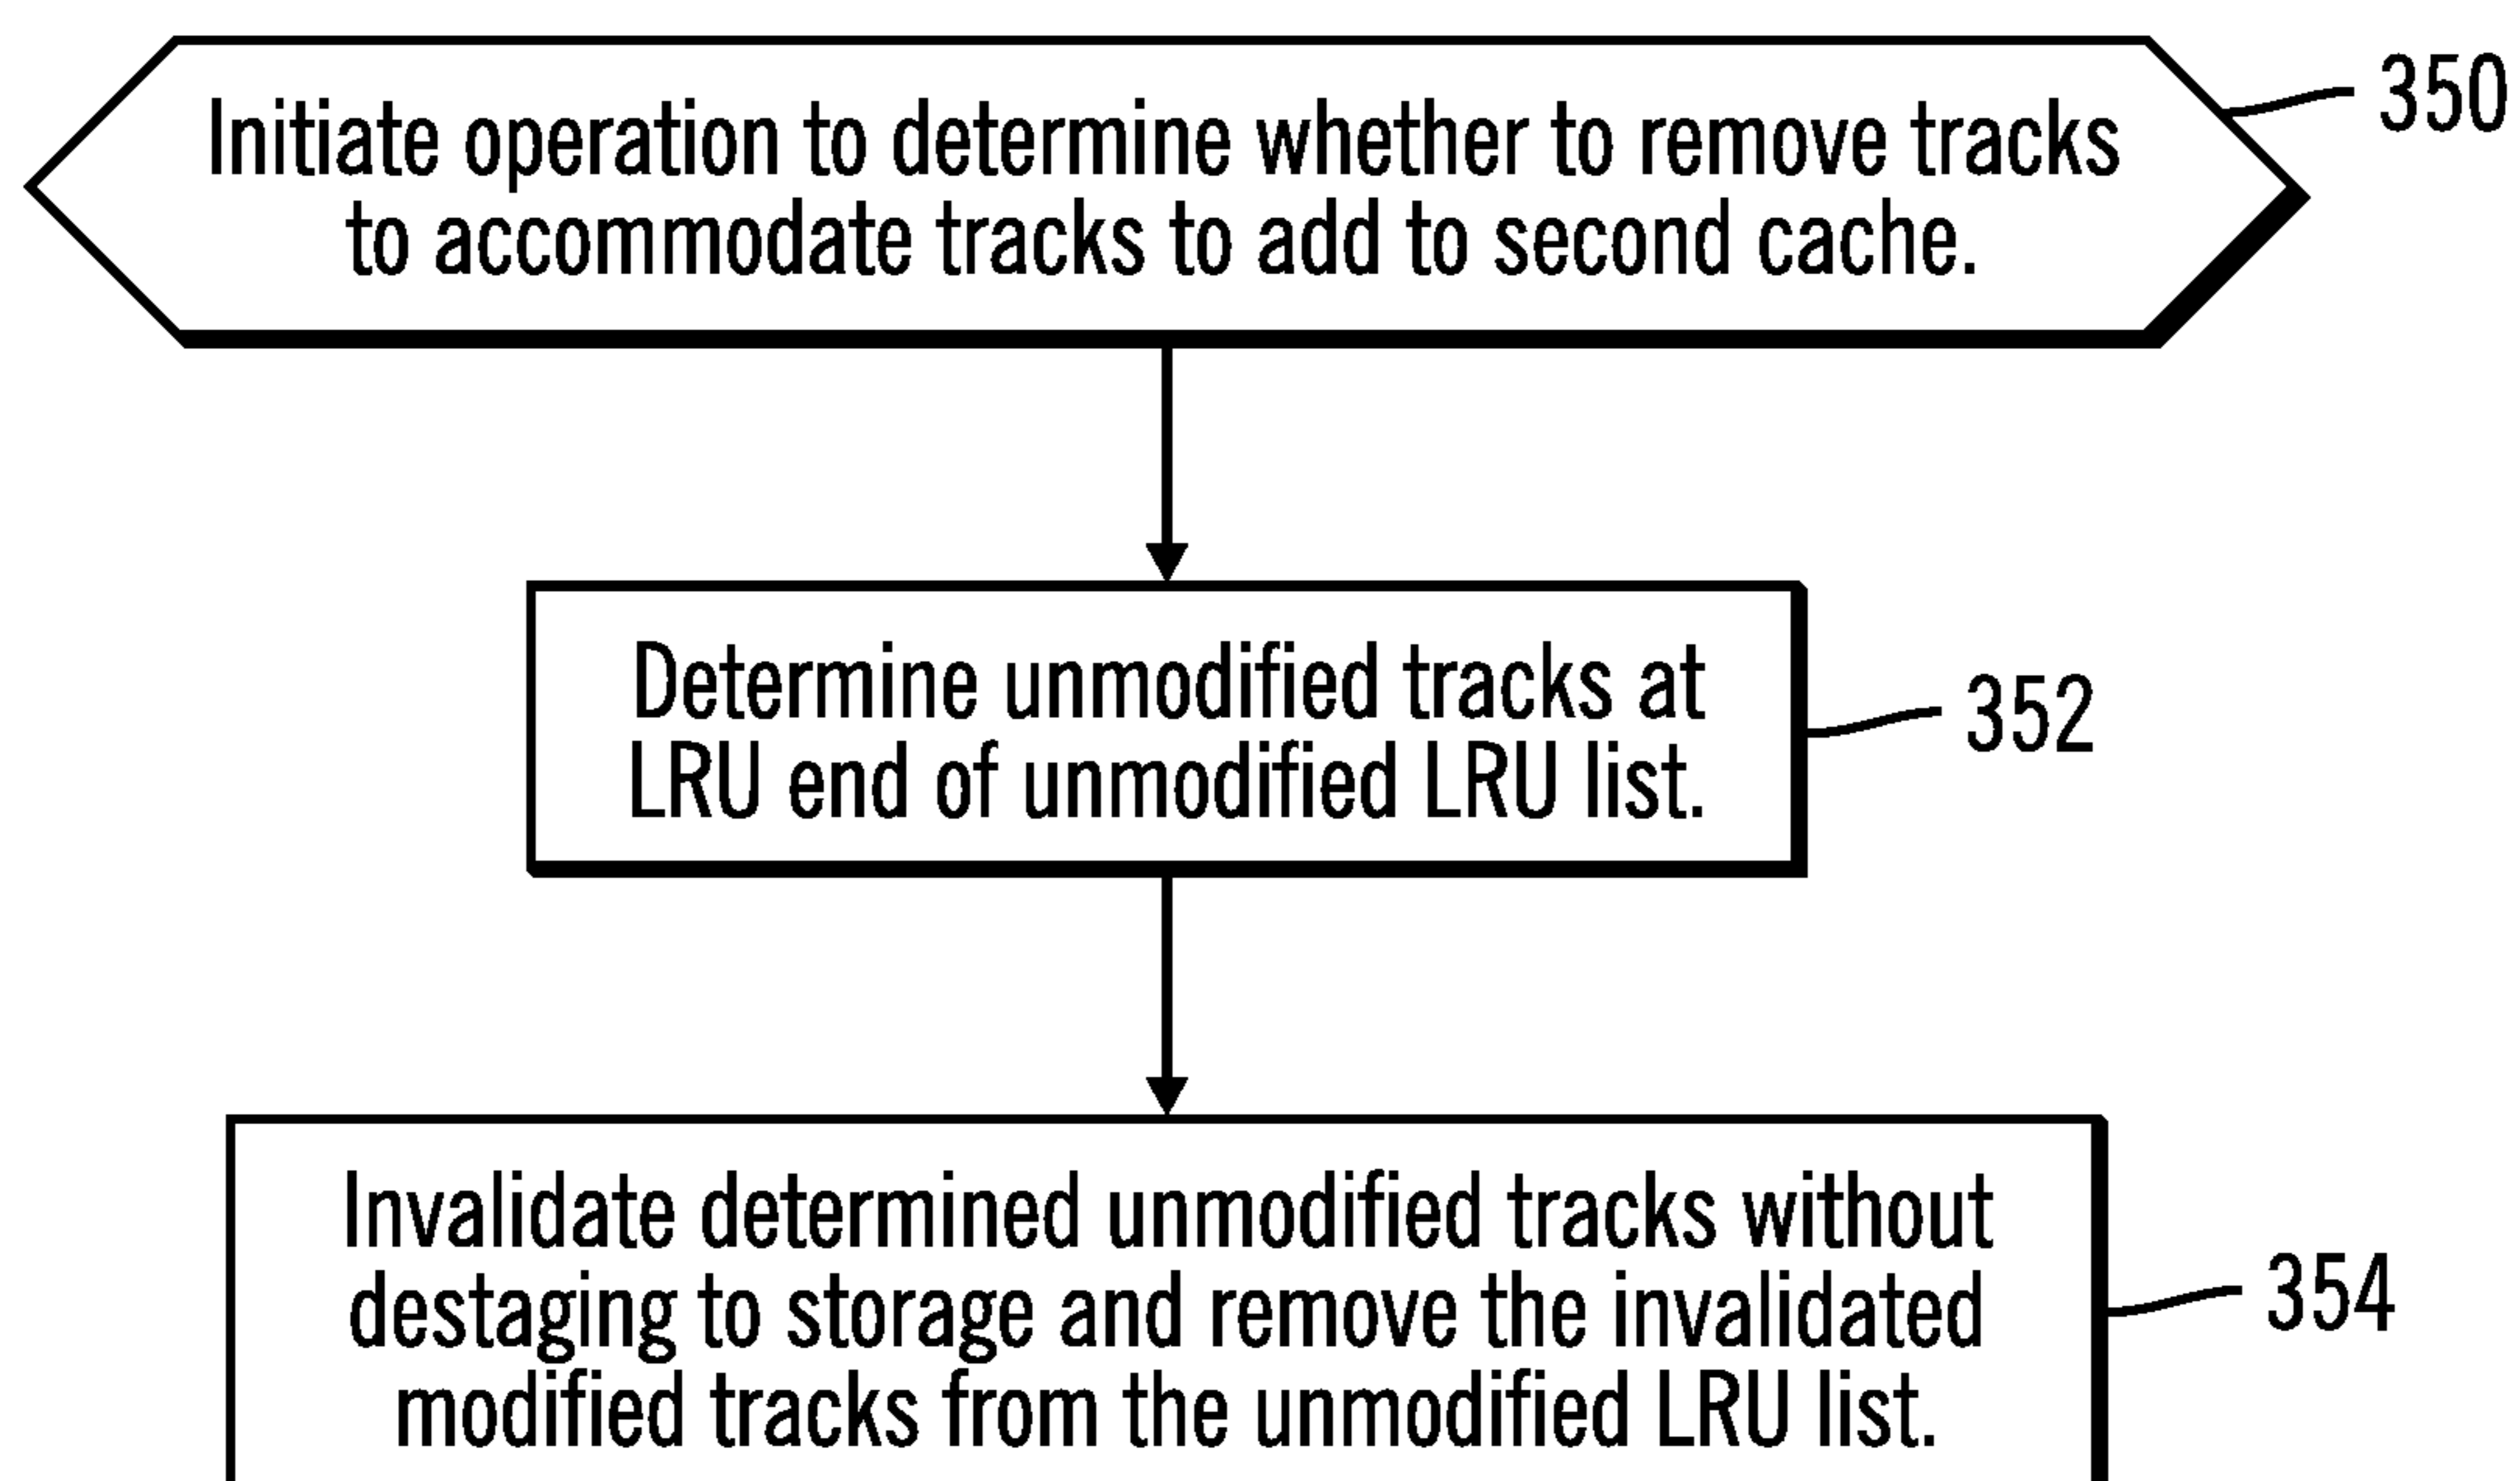 Initiate operation to determine whether to remove tracks
to accommodate tracks to add to second cache.
350
Determine unmodified tracks at
LRU end of unmodified LRU list.
352
Invalidate determined unmodified tracks without
destaging to storage and remove the invalidated
modified tracks from the unmodified LRU list.
354